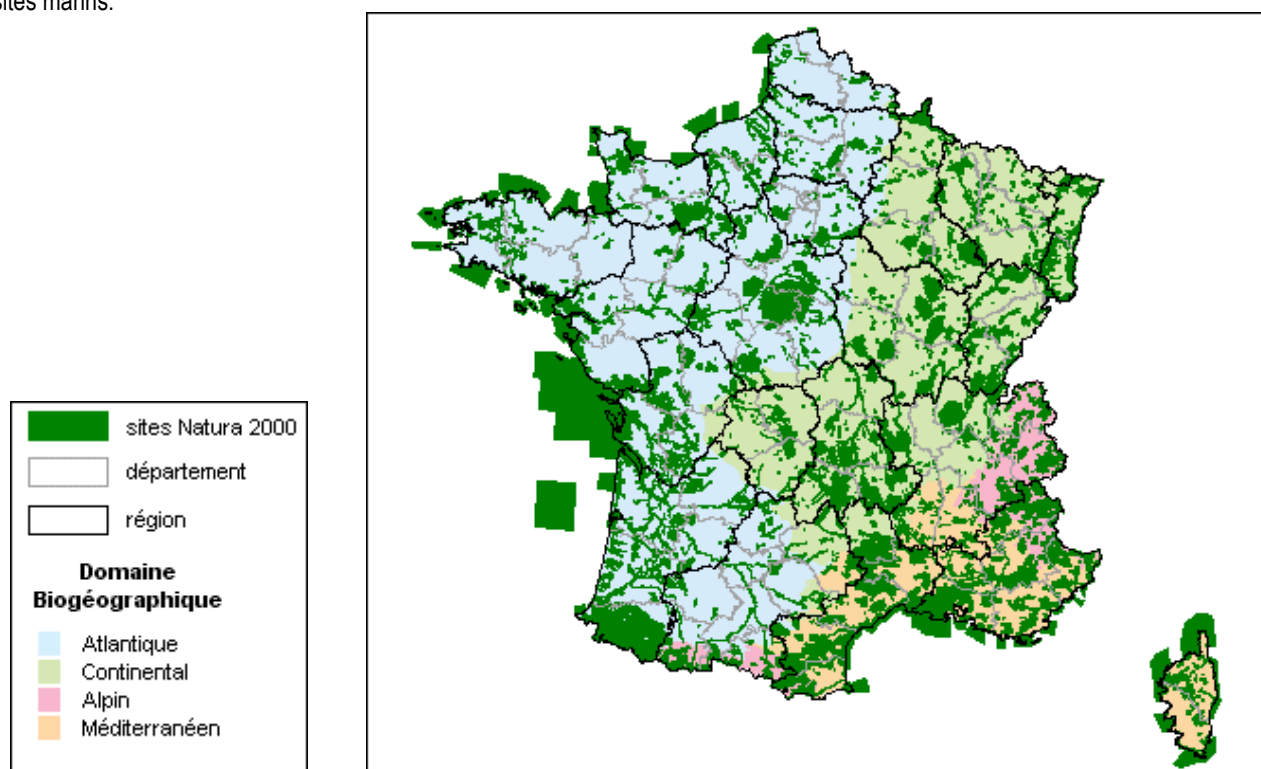 sites marins.
sites Natura 2000
département
région
Domaine
Biogéographique
Atlantique
Continental
Alpin
Méditerranéen